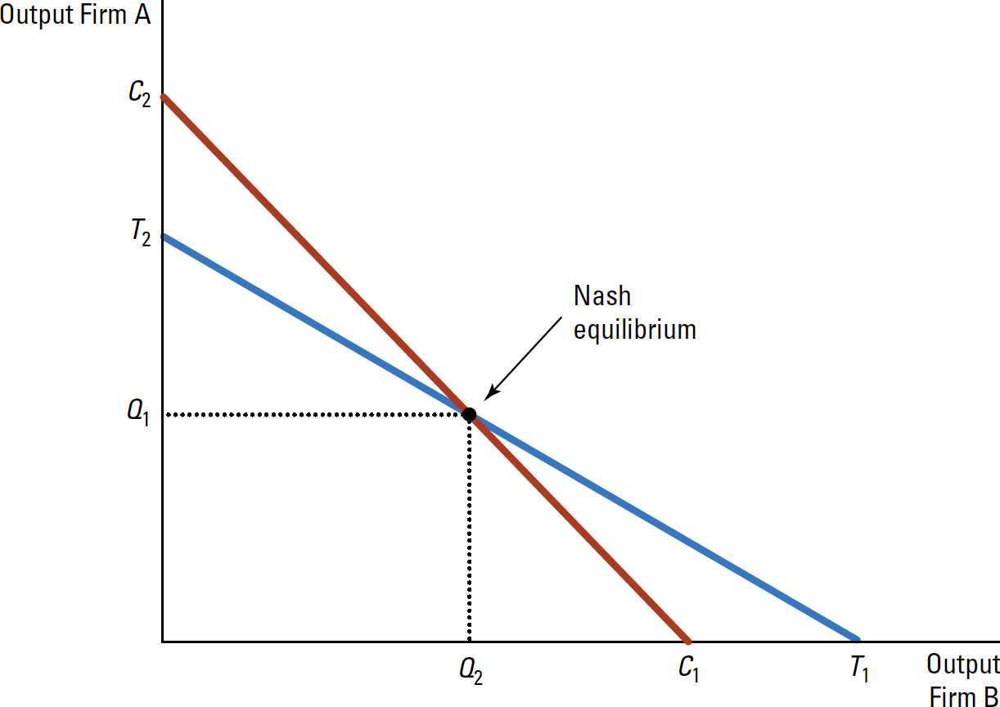 Output Firm A
C2
T2
Nash
equilibrium
Q1
Q2
C1
T1
Output
Firm B